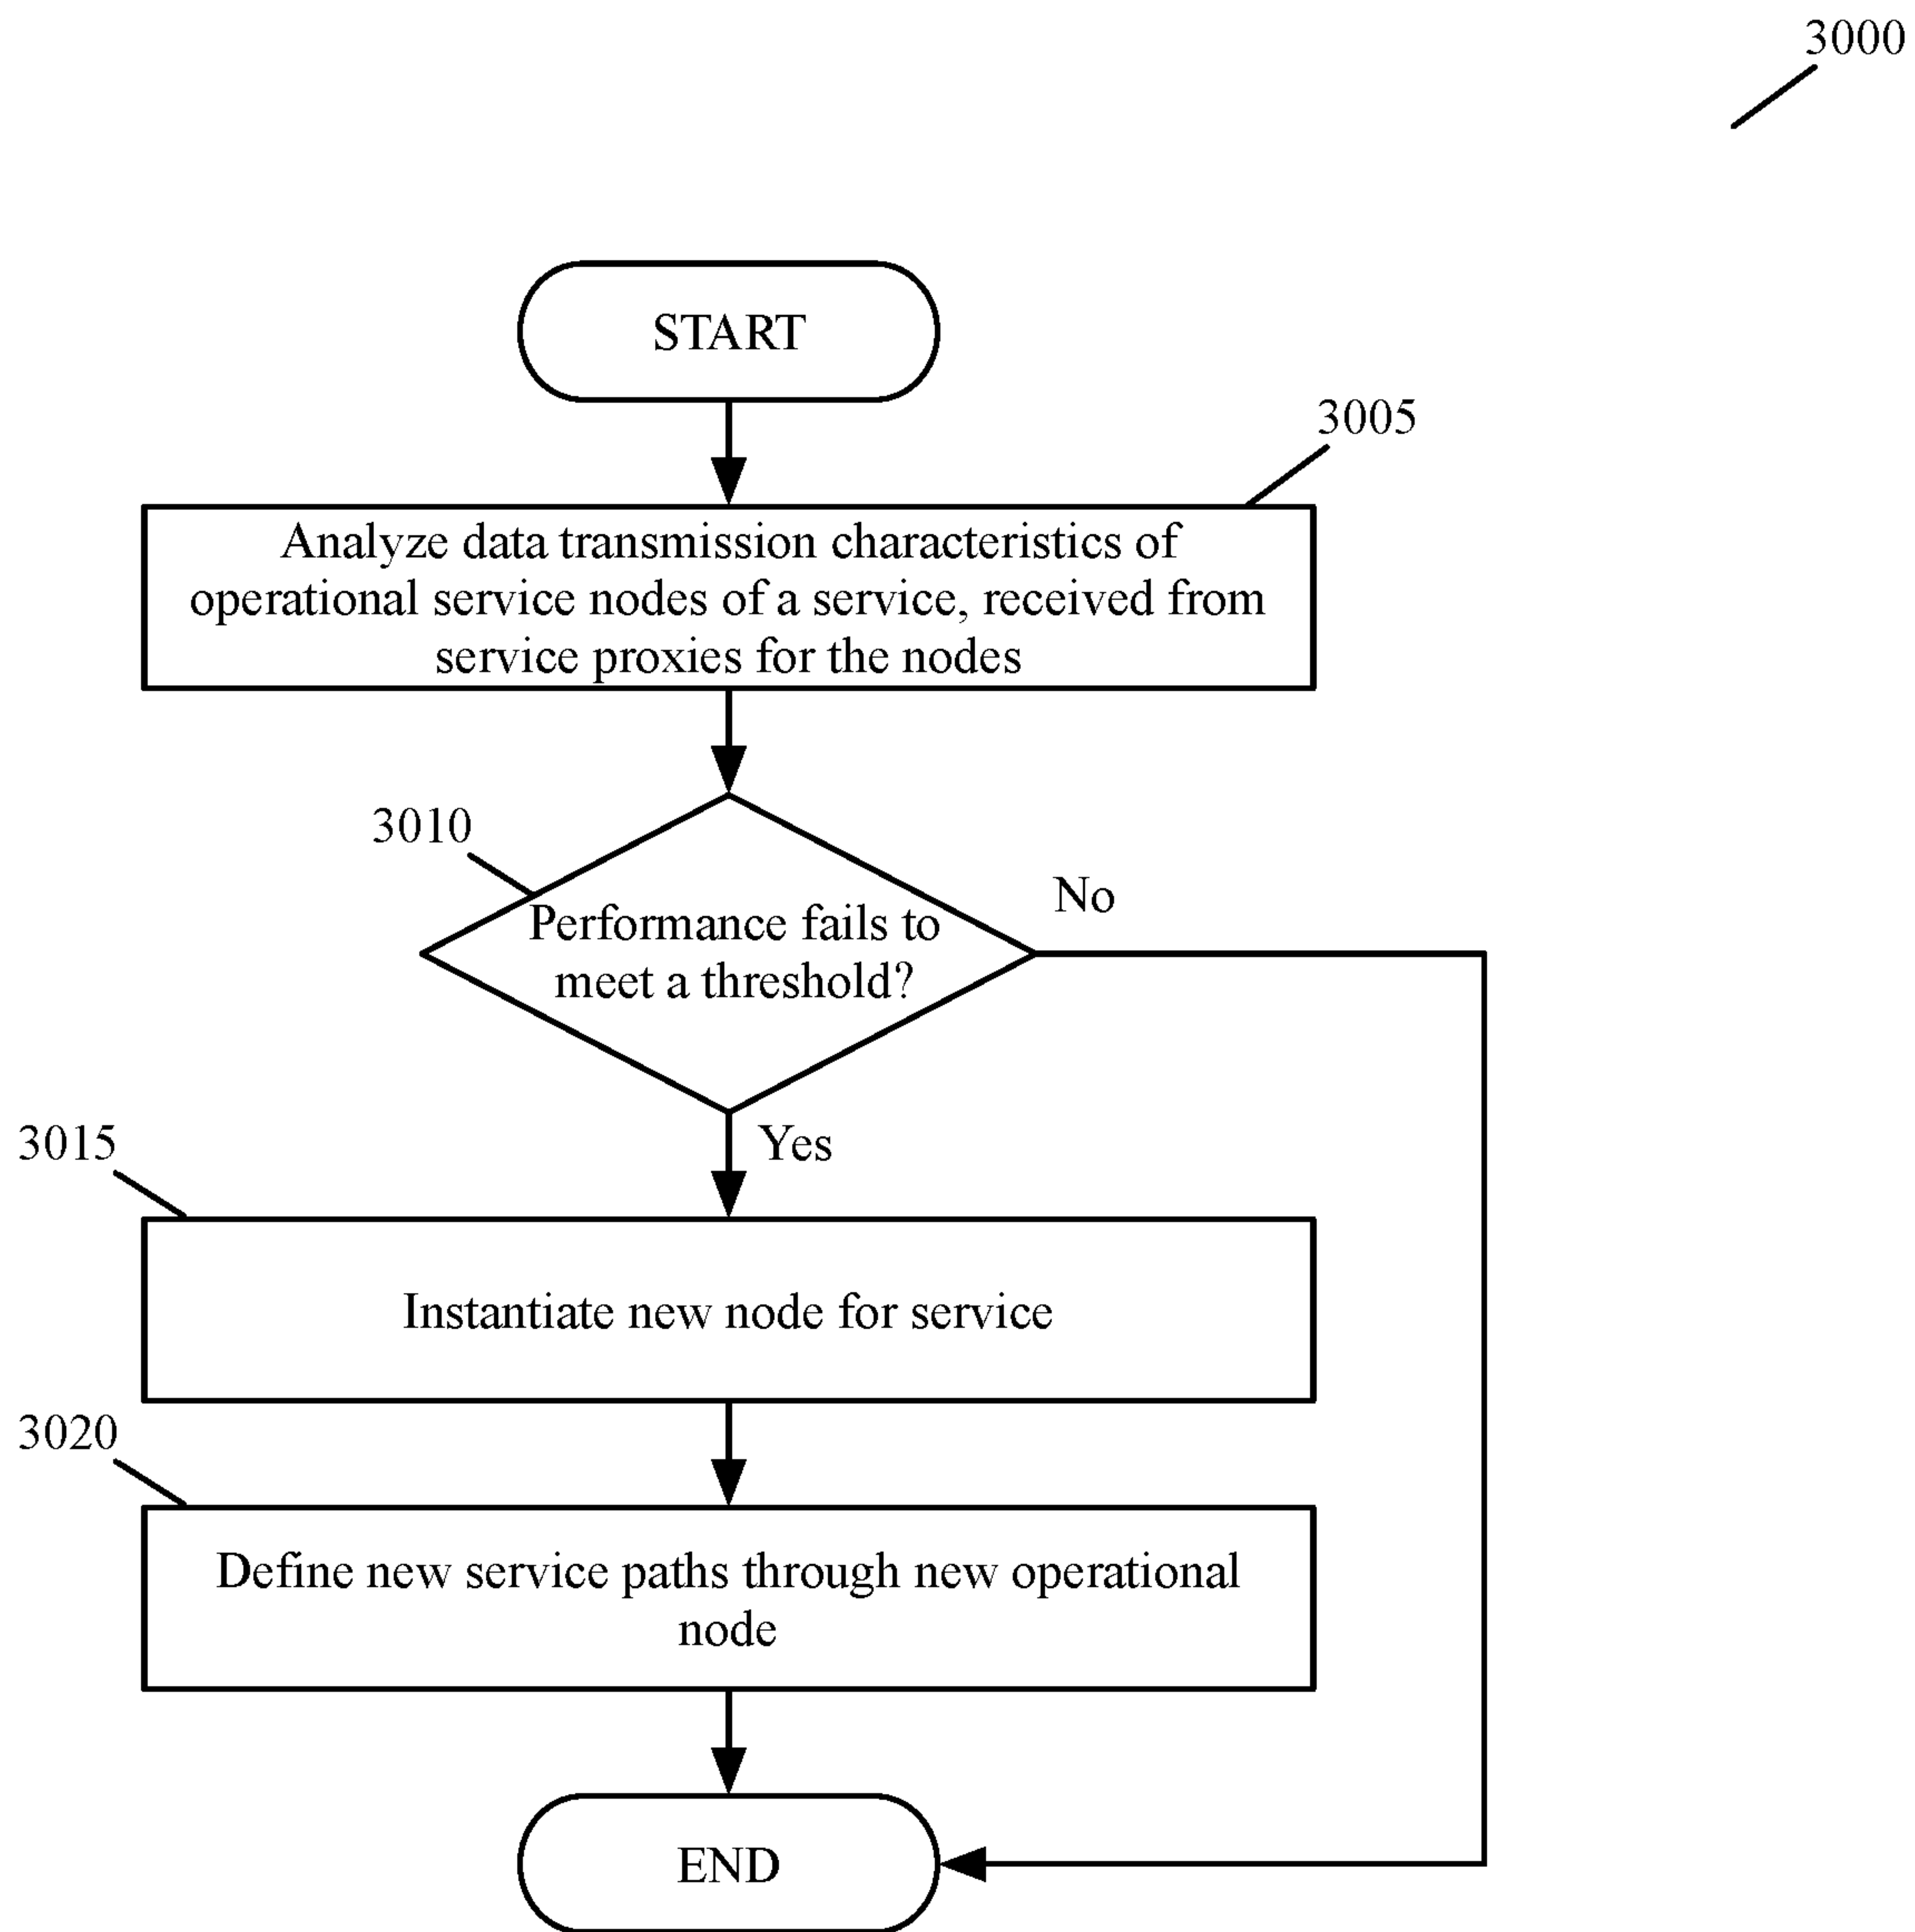 3000
START
3005
Analyze data transmission characteristics of
operational service nodes of a service, received from
service proxies for the nodes
3010
Performance fails to
meet a threshold?
No
Yes
3015
Instantiate new node for service
3020
Define new service paths through new operational
node
END